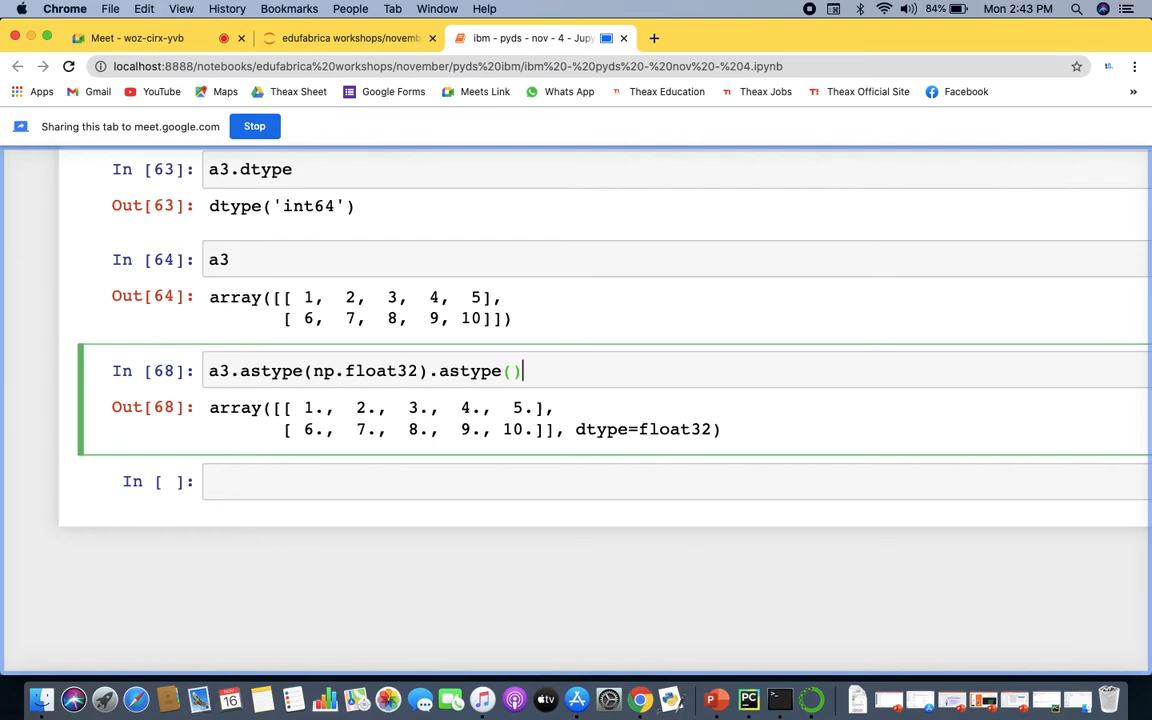 Chrome File Edit View History Bookmarks People Tab Window Help 84% Mon 2:43 PM
Meet - woz-cirx-yvb edufabrica workshops/novemb ibm - pyds - nov - 4 - Jupy
localhost:8888/notebooks/edufabrica%20workshops/november/pyds%20ibm/ibm%20-%20pyds%20-%20nov%20-%204.ipynb
Apps Gmail YouTube Maps Theax Sheet Google Forms Meets Link Whats App Theax Education Theax Jobs Theax Official Site Facebook »
Sharing this tab to meet.google.com Stop
In [63]: a3.dtype
Out[63]: dtype('int64')
In [64]: a3
Out[64]: array([[ 1, 2, 3, 4, 5],
[ 6, 7, 8, 9, 10]])
In [68]: a3.astype(np.float32).astype()
Out[68]: array([[ 1., 2., 3., 4., 5.],
[ 6., 7., 8., 9., 10.]], dtype=float32)
In [ ]:
NOV
16
tv
PC